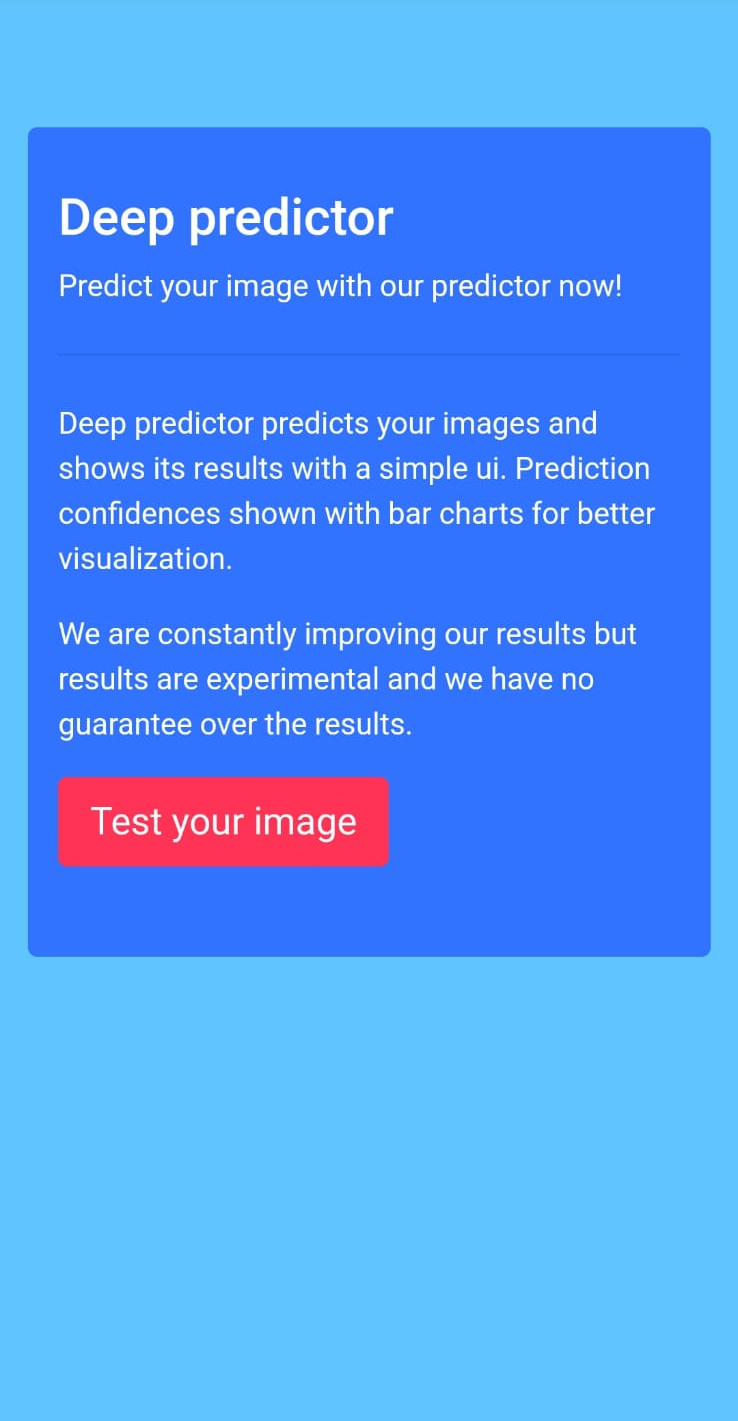 Deep predictor
Predict your image with our predictor now!
Deep predictor predicts your images and
shows its results with a simple ui. Prediction
confidences shown with bar charts for better
visualization.
We are constantly improving our results but
results are experimental and we have no
guarantee over the results.
Test your image